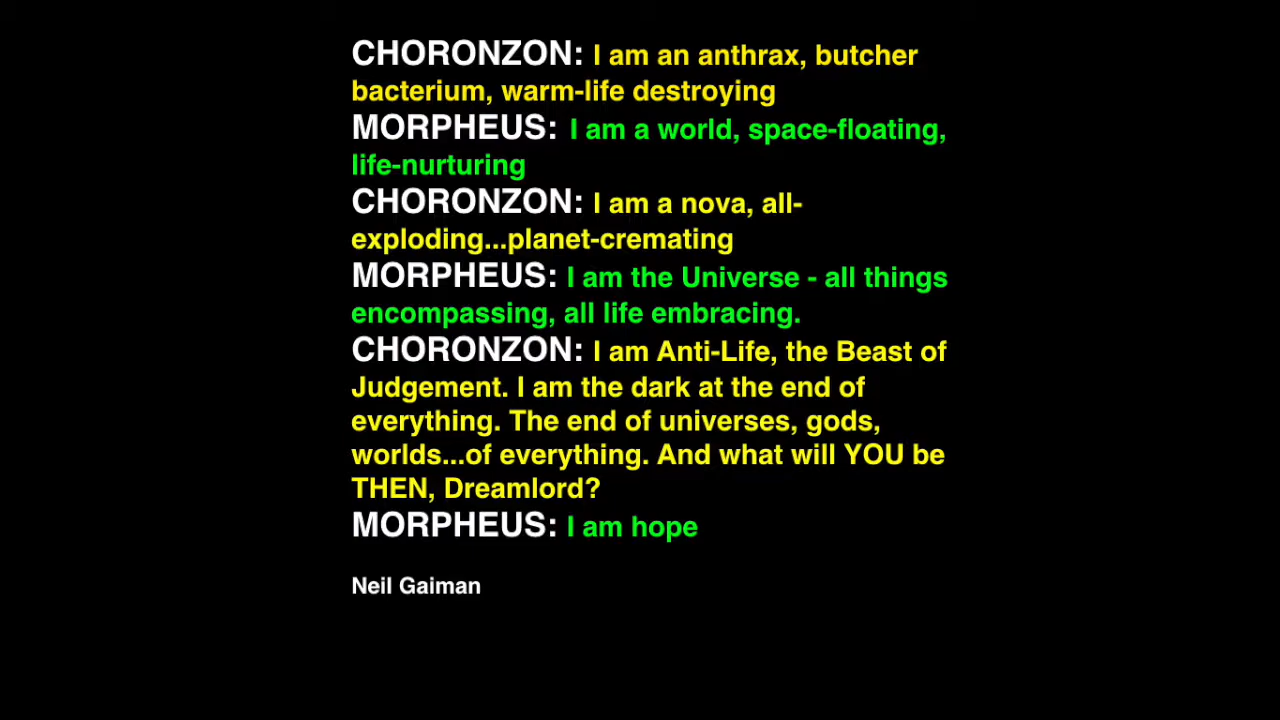 CHORONZON: I am an anthrax, butcher
bacterium, warm-life destroying
MORPHEUS: I am a world, space-floating,
life-nurturing
CHORONZON: I am a nova, all-
exploding...planet-cremating
MORPHEUS: I am the Universe - all things
encompassing, all life embracing.
CHORONZON: I am Anti-Life, the Beast of
Judgement. I am the dark at the end of
everything. The end of universes, gods,
worlds...of everything. And what will YOU be
THEN, Dreamlord?
MORPHEUS: I am hope
Neil Gaiman